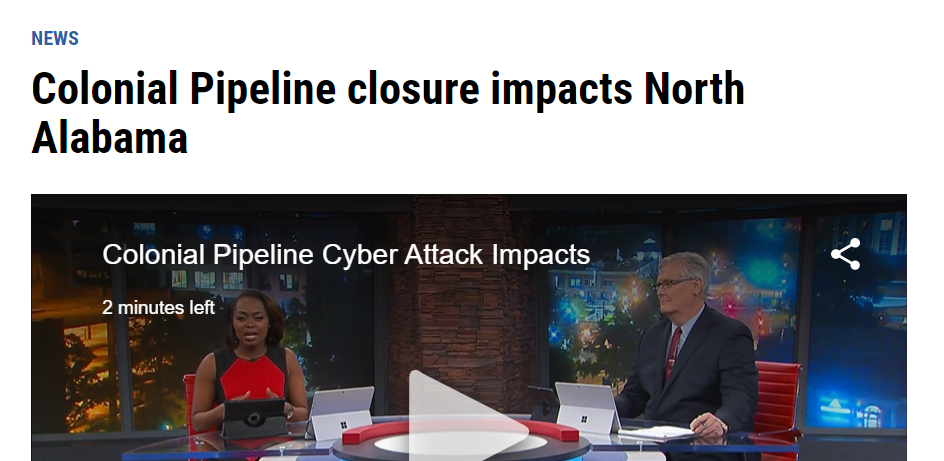 NEWS
Colonial Pipeline closure impacts North
Alabama
Colonial Pipeline Cyber Attack Impacts
2 minutes left